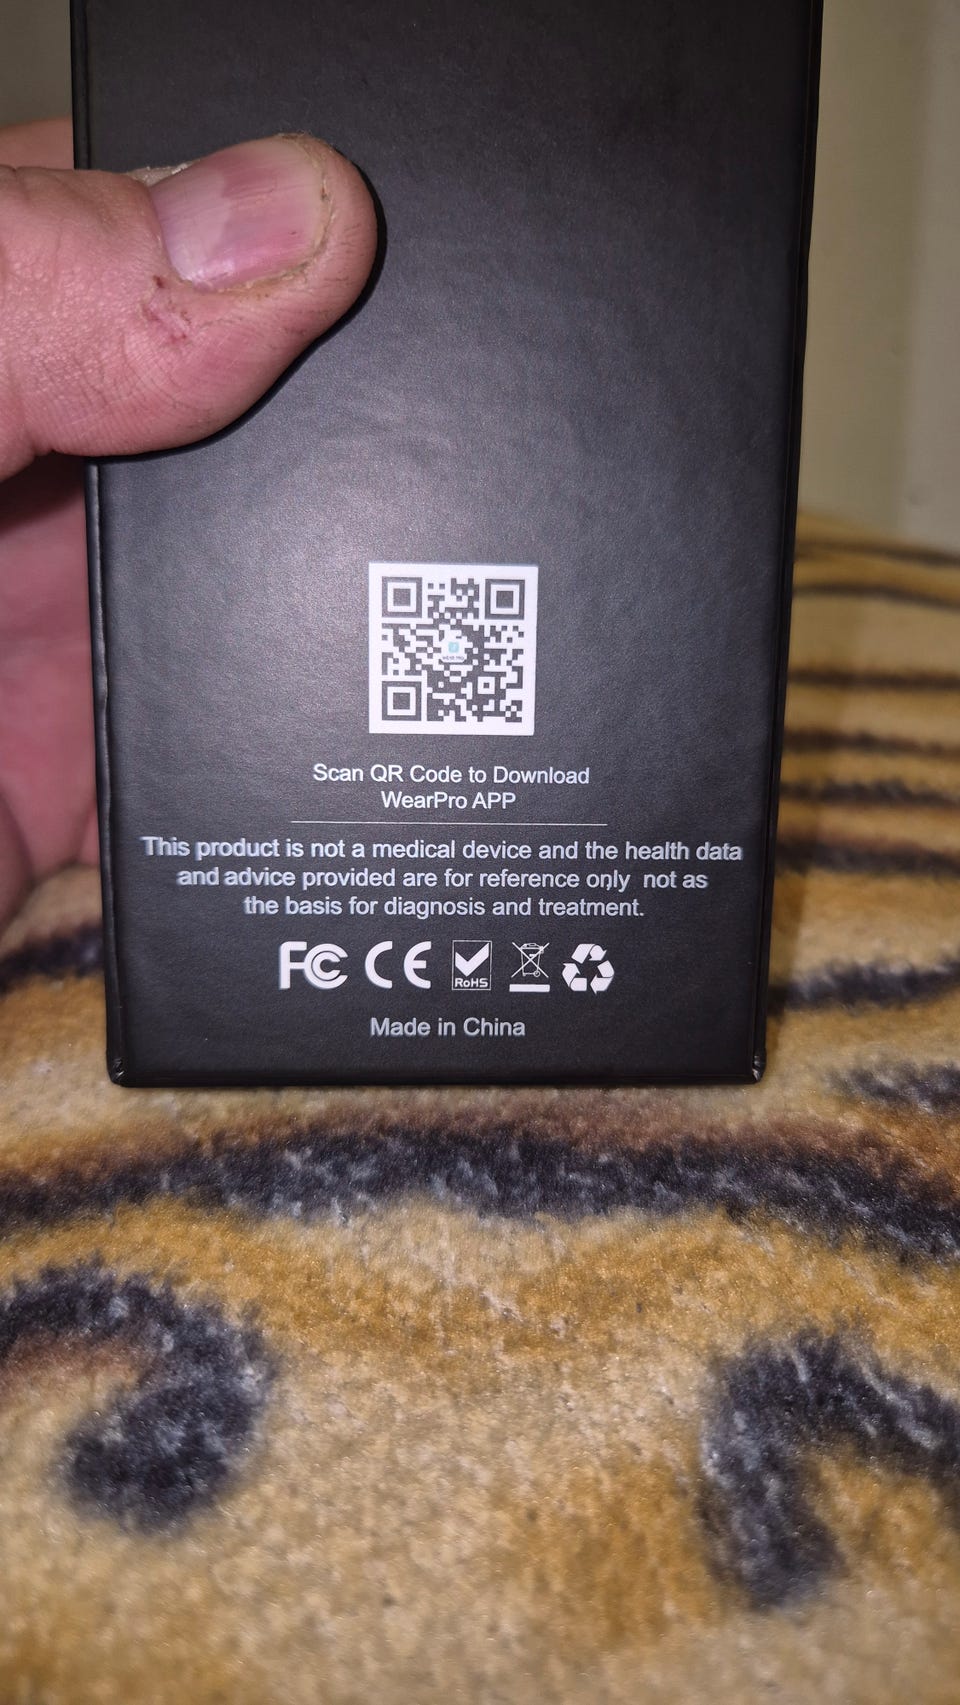 Scan QR Code to Download
WearPro APP
This product is not a medical device and the health data
and advice provided are for reference only not as
the basis for diagnosis and treatment.
FC CE RoHS
Made in China